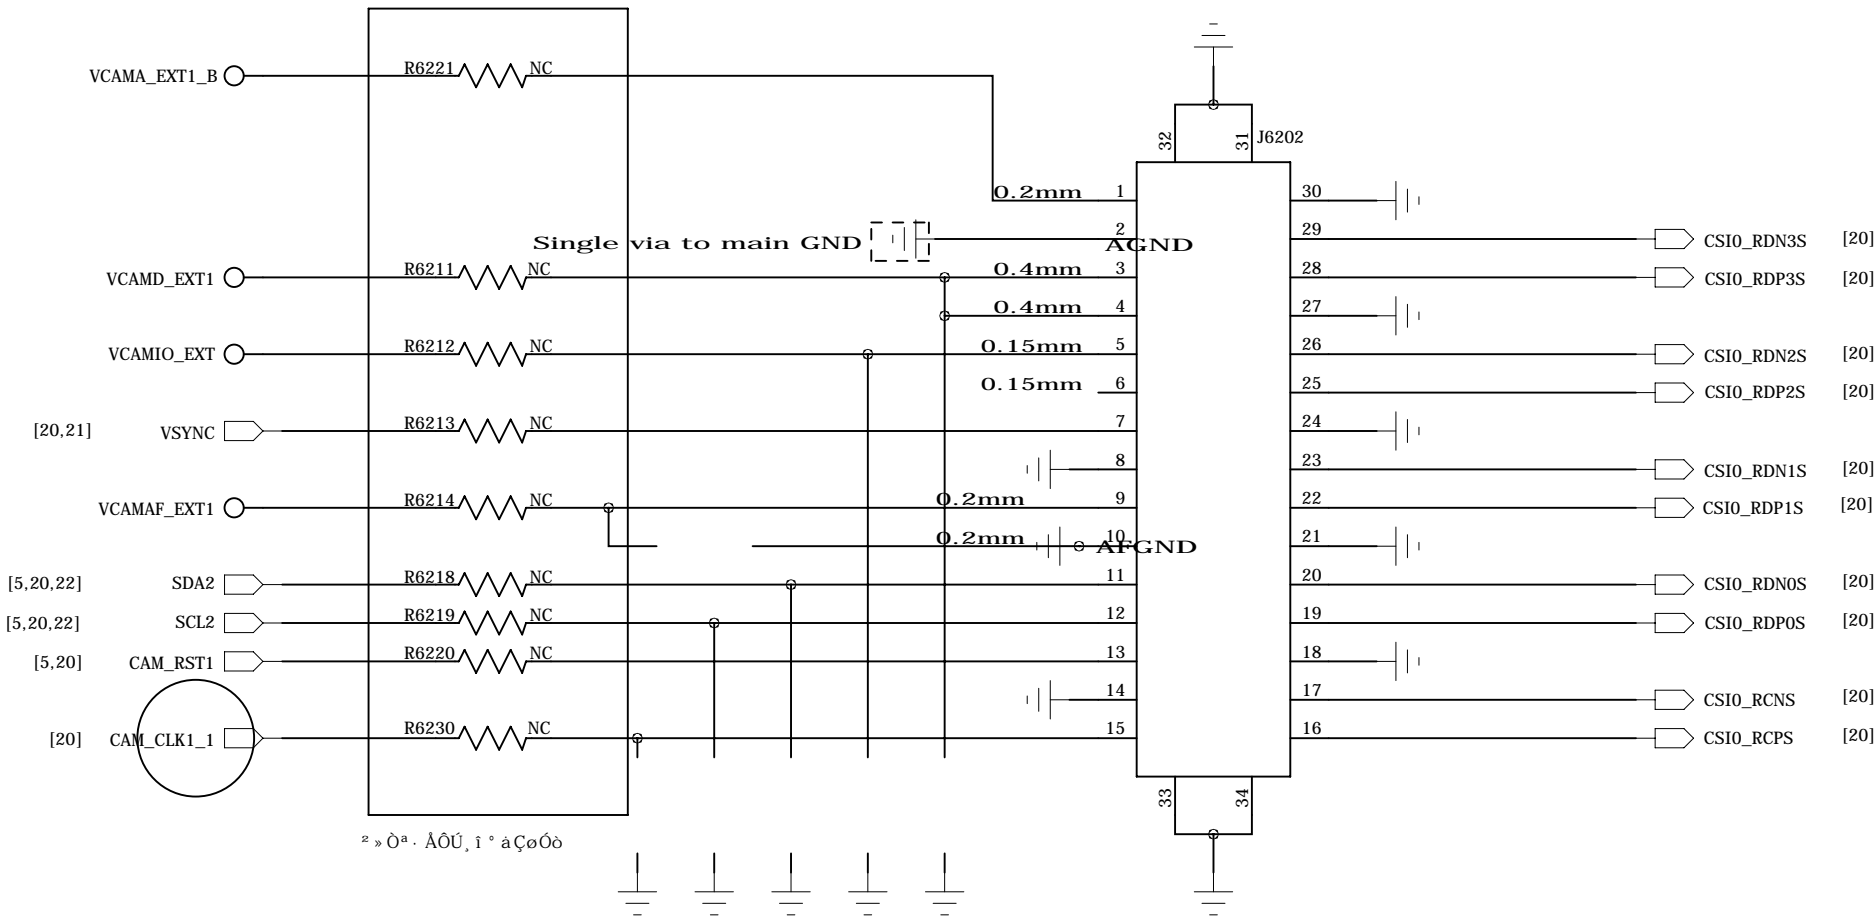 VCAMA_EXT1_B R6221 NC
32 31 J6202
0.2mm 1 30
Single via to main GND 2 AGND 29 CSI0_RDN3S [20]
VCAMD_EXT1 R6211 NC 0.4mm 3 28 CSI0_RDP3S [20]
0.4mm 4 27
VCAMIO_EXT R6212 NC 0.15mm 5 26 CSI0_RDN2S [20]
0.15mm 6 25 CSI0_RDP2S [20]
[20,21] VSYNC R6213 NC 7 24
8 23 CSI0_RDN1S [20]
VCAMAF_EXT1 R6214 NC 0.2mm 9 22 CSI0_RDP1S [20]
0.2mm 10 AFGND 21
[5,20,22] SDA2 R6218 NC 11 20 CSI0_RDN0S [20]
[5,20,22] SCL2 R6219 NC 12 19 CSI0_RDP0S [20]
[5,20] CAM_RST1 R6220 NC 13 18
14 17 CSI0_RCNS [20]
[20] CAM_CLK1_1 R6230 NC 15 16 CSI0_RCPS [20]
33 34
²»Òª·ÅÔÚ¸î°åÇøÓò